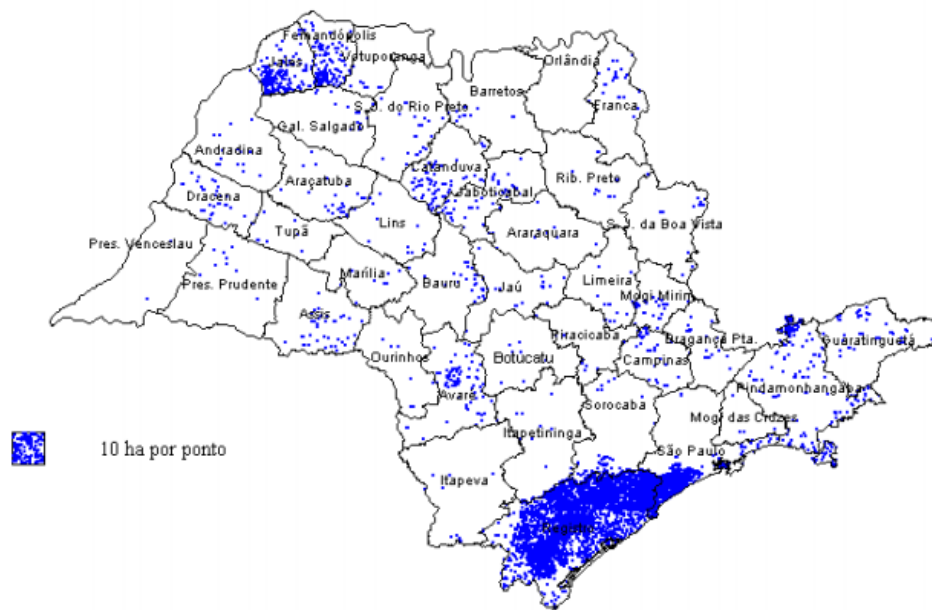 Fernandópolis
Jales
Votuporanga
Orlândia
Barretos
S. J. do Rio Preto
Franca
Gal. Salgado
Andradina
Catanduva
Araçatuba
Jaboticabal
Rib. Preto
Dracena
Lins
S. J. da Boa Vista
Tupã
Araraquara
Pres. Venceslau
Marília
Pres. Prudente
Bauru
Jaú
Limeira
Mogi Mirim
Assis
Piracicaba
Bragança Pta.
Guaratinguetá
Ourinhos
Botucatu
Campinas
Pindamonhangaba
Avaré
Sorocaba
Mogi das Cruzes
Itapetininga
10 ha por ponto
São Paulo
Itapeva
Registro